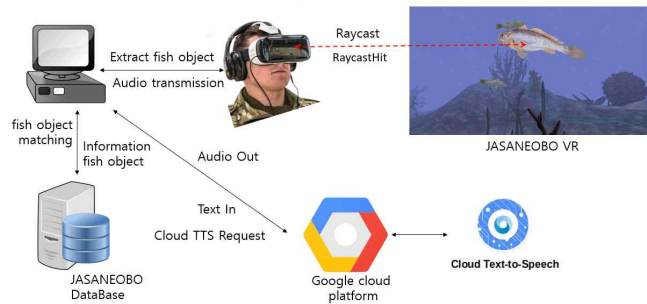 Extract fish object
Audio transmission
Raycast
RaycastHit
JASANEOBO VR
fish object
matching
Information
fish object
Audio Out
Text In
Cloud TTS Request
JASANEOBO
DataBase
Google cloud
platform
Cloud Text-to-Speech